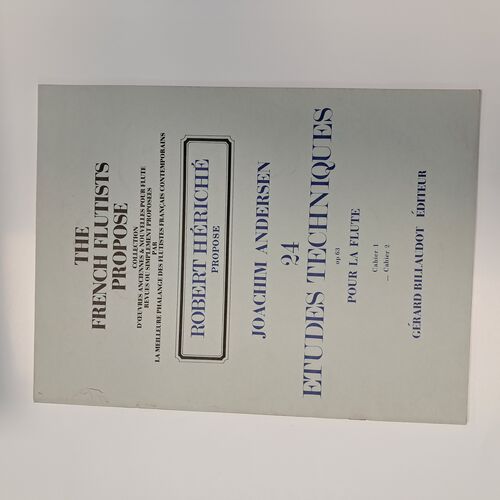 THE
FRENCH FLUTISTS
PROPOSE
COLLECTION
D'ŒUVRES ANCIENNES & NOUVELLES POUR FLUTE
REVUES OU SIMPLEMENT PROPOSÉES
PAR
LA MEILLEURE PHALANGE DES FLUTISTES FRANÇAIS CONTEMPORAINS
ROBERT HÉRICHÉ
PROPOSE
JOACHIM ANDERSEN
24
ETUDES TECHNIQUES
op 63
POUR LA FLUTE
Cahier 1
— Cahier 2
GÉRARD BILLAUDOT ÉDITEUR